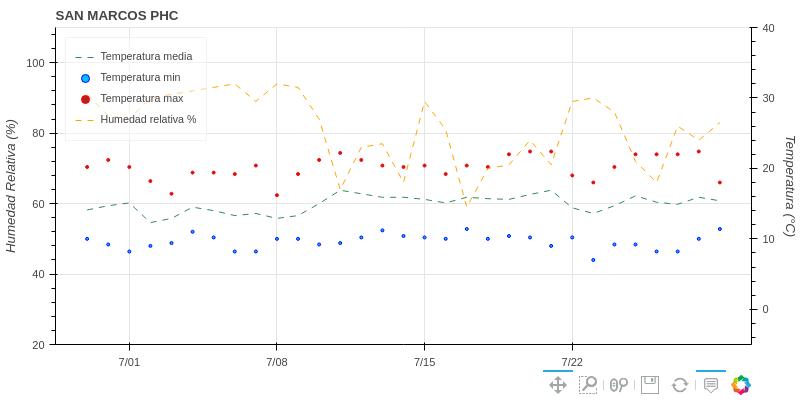 SAN MARCOS PHC
Temperatura media
Temperatura min
Temperatura max
Humedad relativa %
Humedad Relativa (%)
100
80
60
40
20
Temperatura (°C)
40
30
20
10
0
7/01
7/08
7/15
7/22